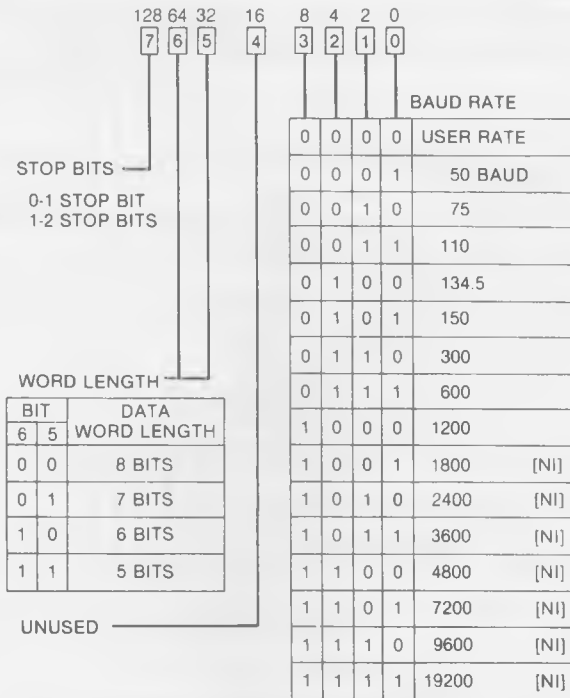 128 64 32 16 8 4 2 0
7 6 5 4 3 2 1 0
BAUD RATE
0 0 0 0 USER RATE
0 0 0 1 50 BAUD
0 0 1 0 75
0 0 1 1 110
0 1 0 0 134.5
0 1 0 1 150
0 1 1 0 300
0 1 1 1 600
1 0 0 0 1200
1 0 0 1 1800 [NI]
1 0 1 0 2400 [NI]
1 0 1 1 3600 [NI]
1 1 0 0 4800 [NI]
1 1 0 1 7200 [NI]
1 1 1 0 9600 [NI]
1 1 1 1 19200 [NI]
STOP BITS
0-1 STOP BIT
1-2 STOP BITS
WORD LENGTH
BIT DATA
6 5 WORD LENGTH
0 0 8 BITS
0 1 7 BITS
1 0 6 BITS
1 1 5 BITS
UNUSED